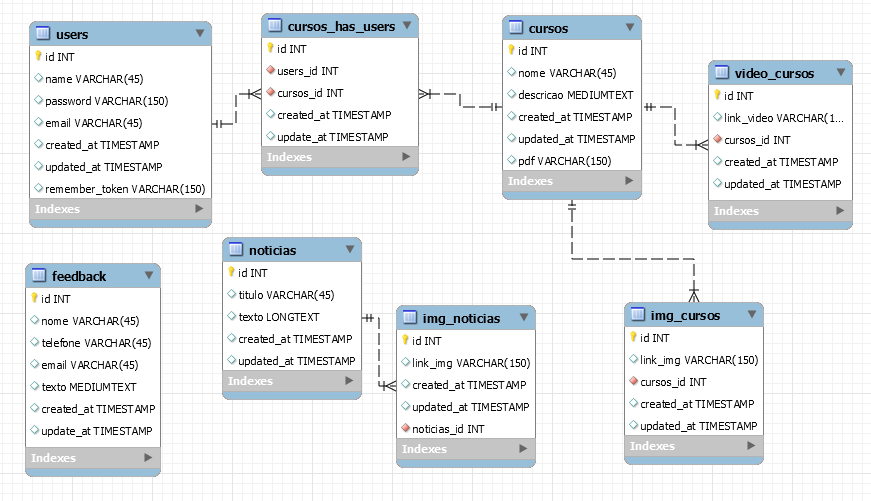 users
id INT
name VARCHAR(45)
password VARCHAR(150)
email VARCHAR(45)
created_at TIMESTAMP
updated_at TIMESTAMP
remember_token VARCHAR(150)
Indexes
cursos_has_users
id INT
users_id INT
cursos_id INT
created_at TIMESTAMP
update_at TIMESTAMP
Indexes
cursos
id INT
nome VARCHAR(45)
descricao MEDIUMTEXT
created_at TIMESTAMP
updated_at TIMESTAMP
pdf VARCHAR(150)
Indexes
video_cursos
id INT
link_video VARCHAR(1...
cursos_id INT
created_at TIMESTAMP
updated_at TIMESTAMP
Indexes
feedback
id INT
nome VARCHAR(45)
telefone VARCHAR(45)
email VARCHAR(45)
texto MEDIUMTEXT
created_at TIMESTAMP
update_at TIMESTAMP
Indexes
noticias
id INT
titulo VARCHAR(45)
texto LONGTEXT
created_at TIMESTAMP
updated_at TIMESTAMP
Indexes
img_noticias
id INT
link_img VARCHAR(150)
created_at TIMESTAMP
updated_at TIMESTAMP
noticias_id INT
Indexes
img_cursos
id INT
link_img VARCHAR(150)
cursos_id INT
created_at TIMESTAMP
updated_at TIMESTAMP
Indexes